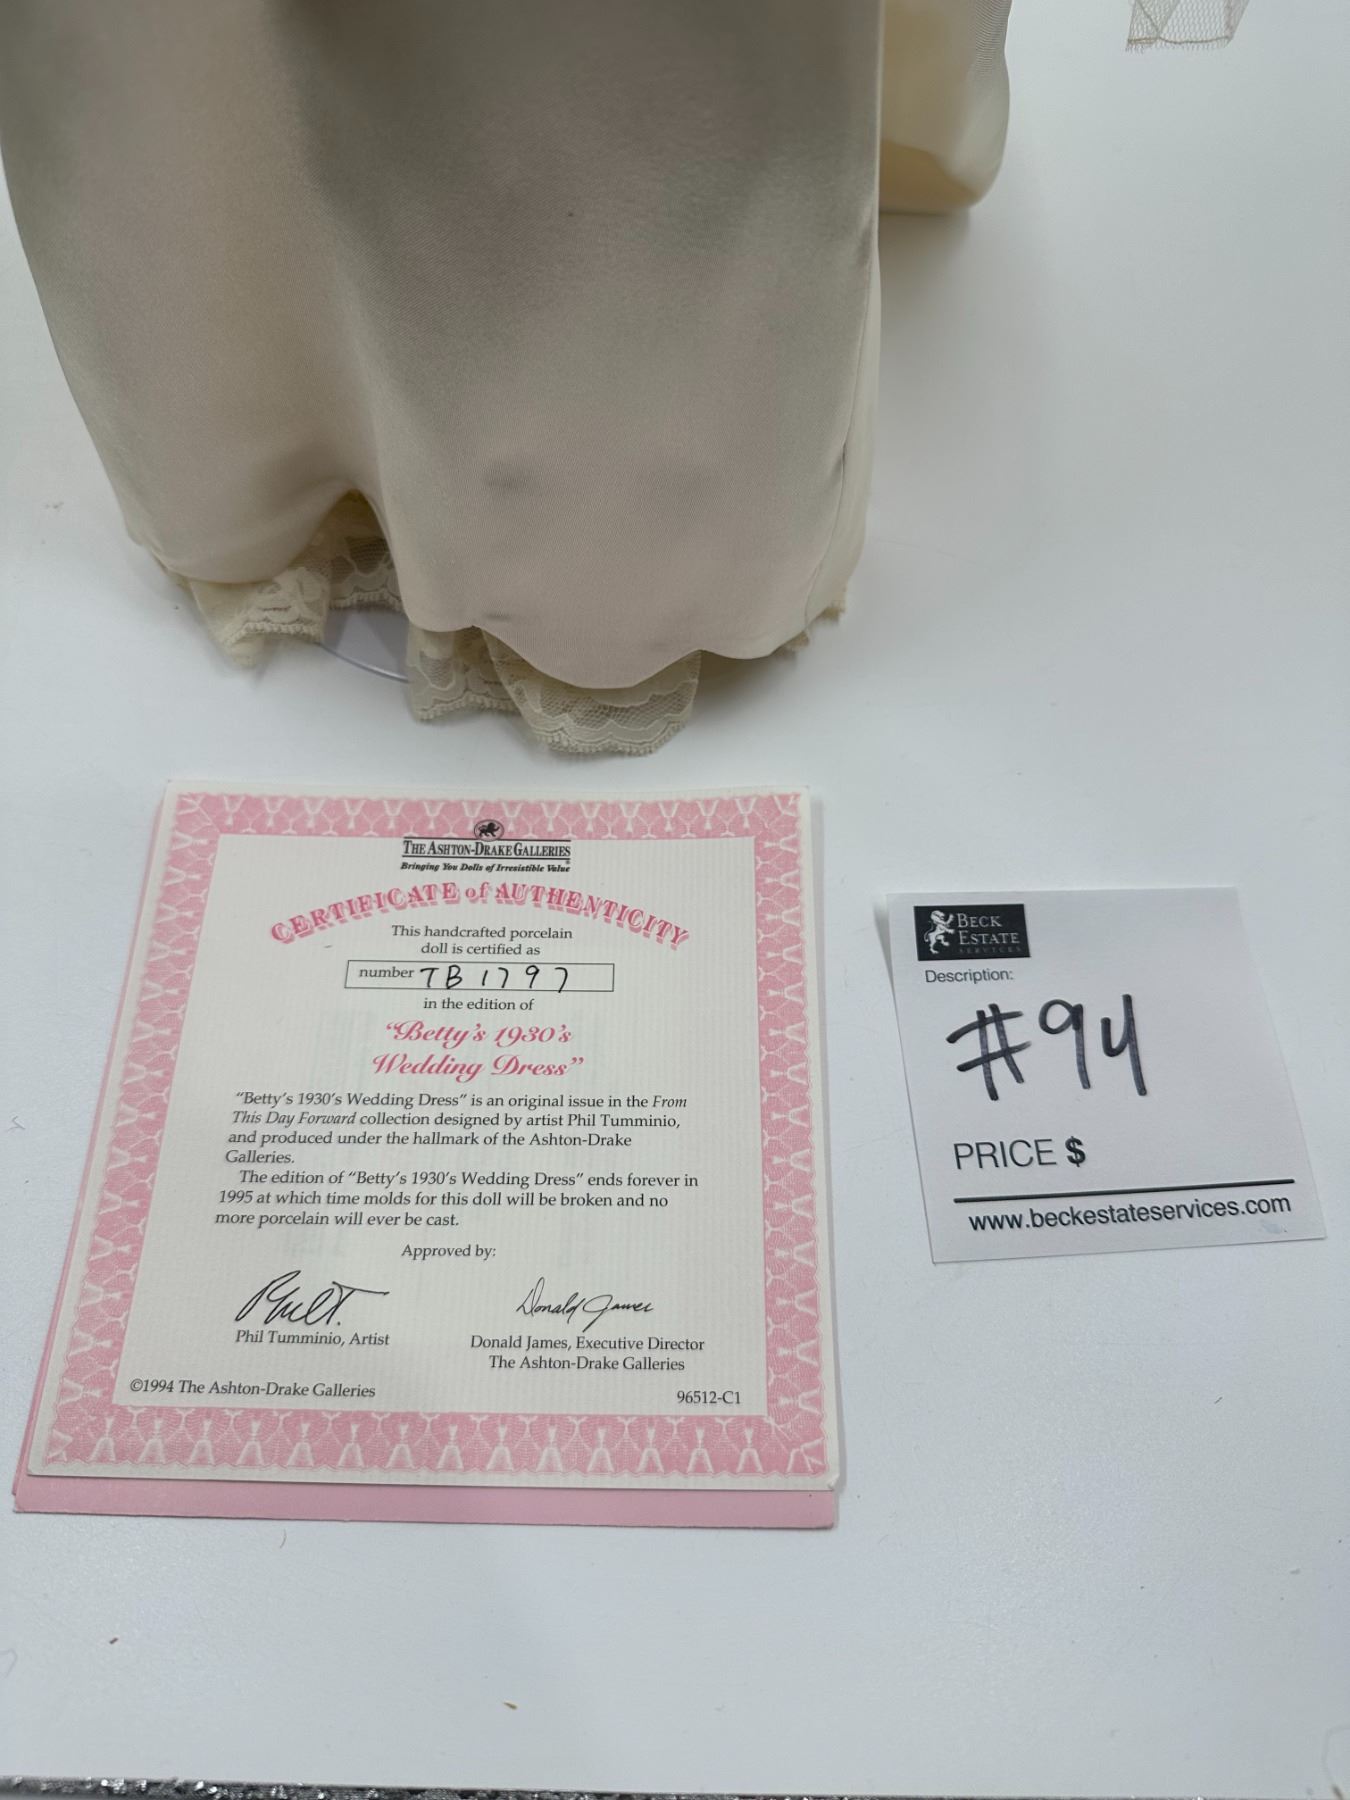 THE ASHTON-DRAKE GALLERIES
Bringing You Dolls of Irresistible Value®
CERTIFICATE of AUTHENTICITY
This handcrafted porcelain
doll is certified as
number TB1797
in the edition of
“Betty’s 1930’s
Wedding Dress”
“Betty’s 1930’s Wedding Dress” is an original issue in the From
This Day Forward collection designed by artist Phil Tumminio,
and produced under the hallmark of the Ashton-Drake
Galleries.
The edition of “Betty’s 1930’s Wedding Dress” ends forever in
1995 at which time molds for this doll will be broken and no
more porcelain will ever be cast.
Approved by:
Phil T.
Phil Tumminio, Artist
Donald James
Donald James, Executive Director
The Ashton-Drake Galleries
©1994 The Ashton-Drake Galleries
96512-C1
BECK
ESTATE
SERVICES
Description:
#94
PRICE $
www.beckestateservices.com